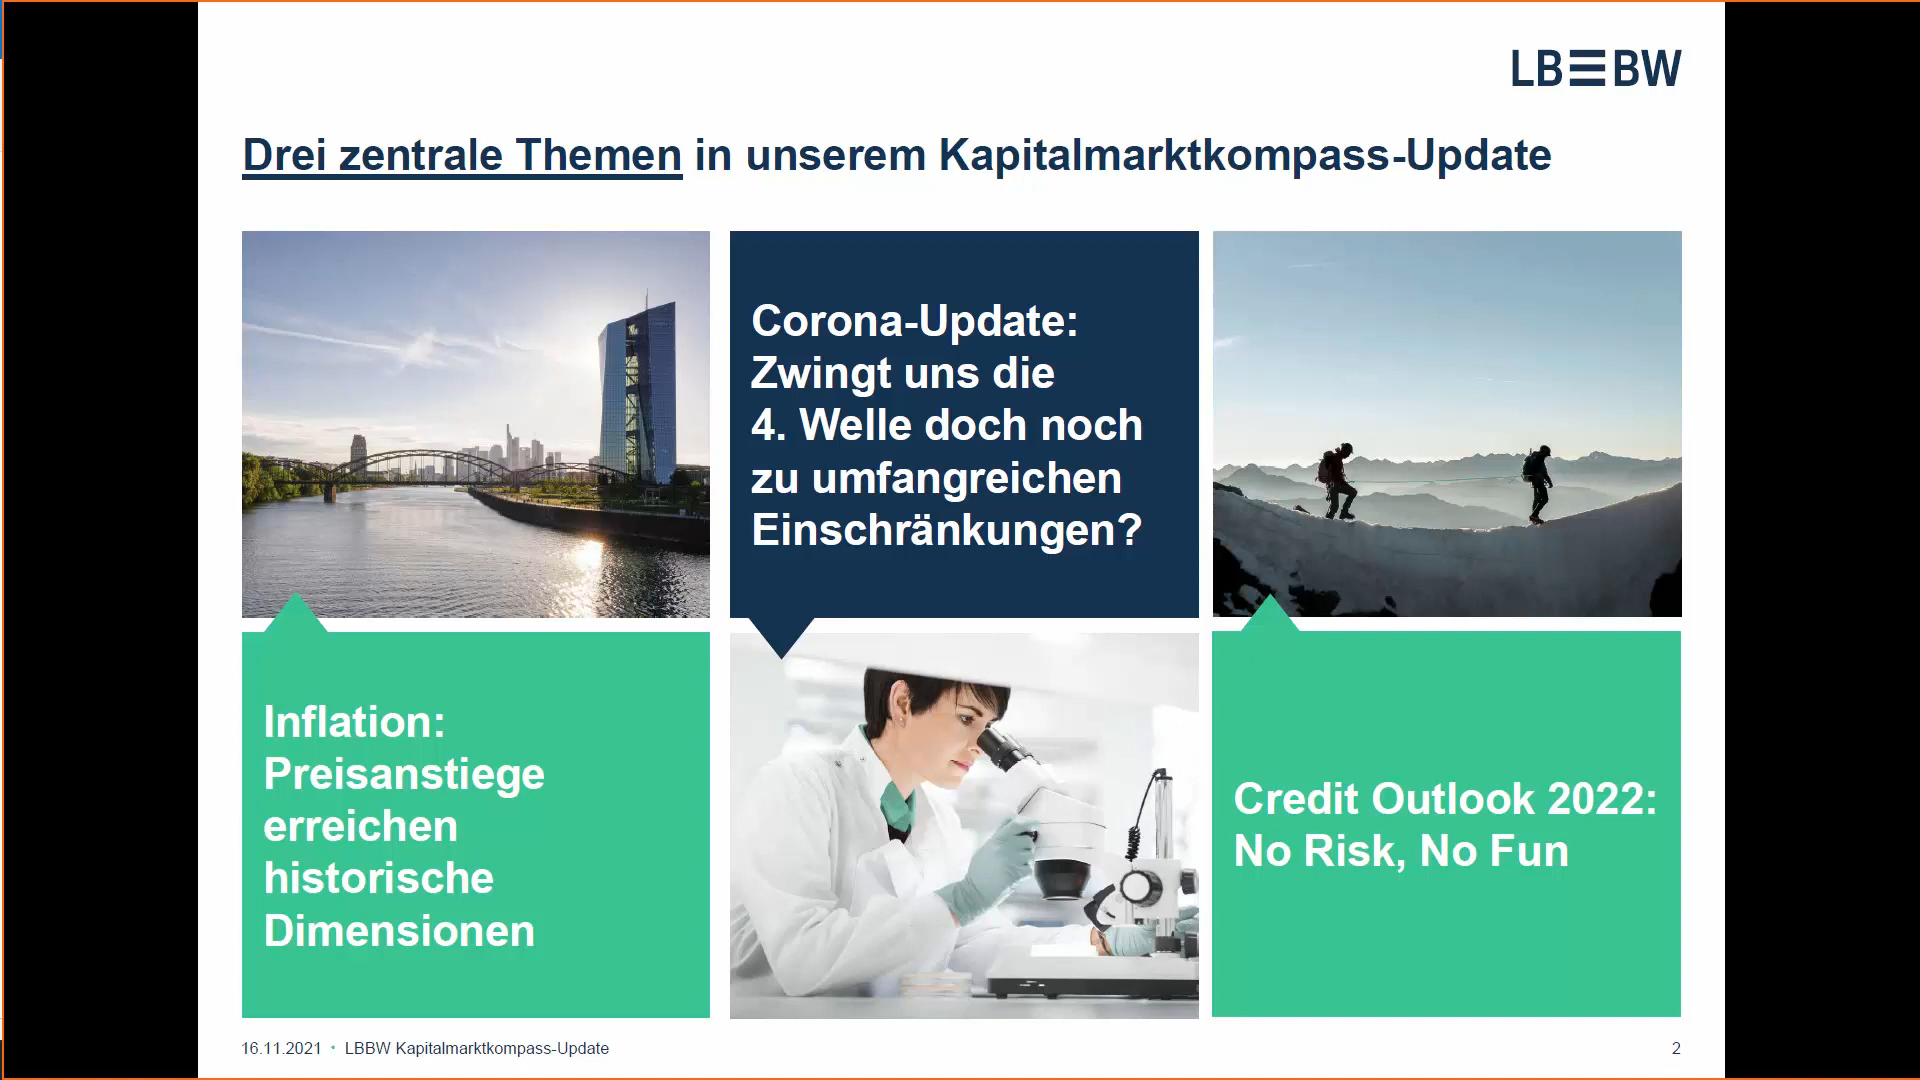 LBBW
Drei zentrale Themen in unserem Kapitalmarktkompass-Update
Corona-Update:
Zwingt uns die
4. Welle doch noch
zu umfangreichen
Einschränkungen?
Inflation:
Preisanstiege
erreichen
historische
Dimensionen
Credit Outlook 2022:
No Risk, No Fun
16.11.2021 • LBBW Kapitalmarktkompass-Update
2